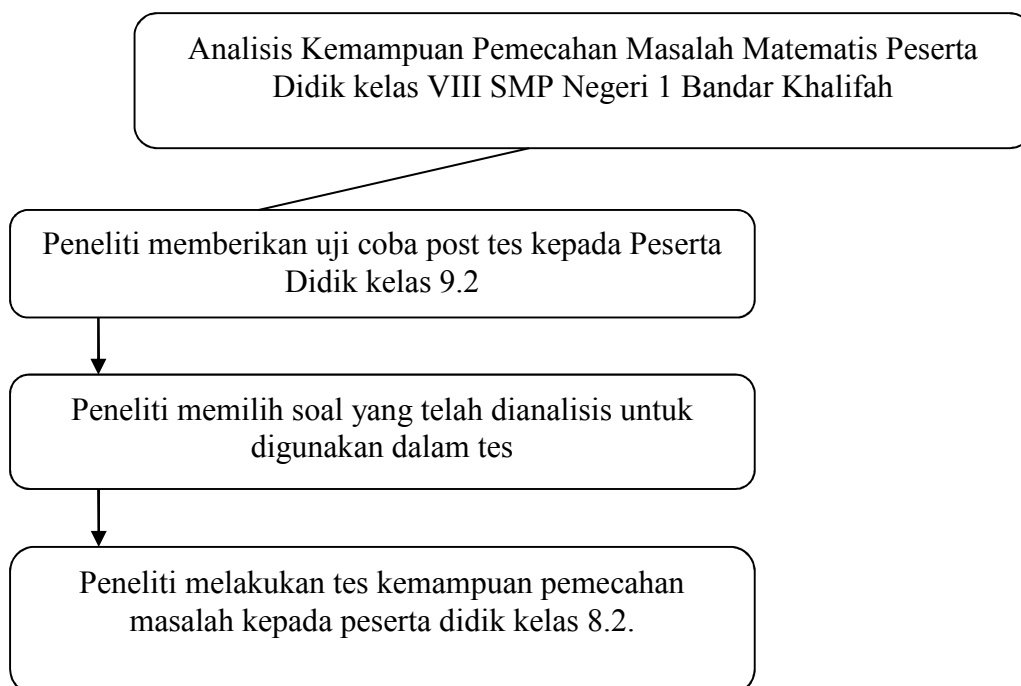 Analisis Kemampuan Pemecahan Masalah Matematis Peserta
Didik kelas VIII SMP Negeri 1 Bandar Khalifah
Peneliti memberikan uji coba post tes kepada Peserta
Didik kelas 9.2
Peneliti memilih soal yang telah dianalisis untuk
digunakan dalam tes
Peneliti melakukan tes kemampuan pemecahan
masalah kepada peserta didik kelas 8.2.